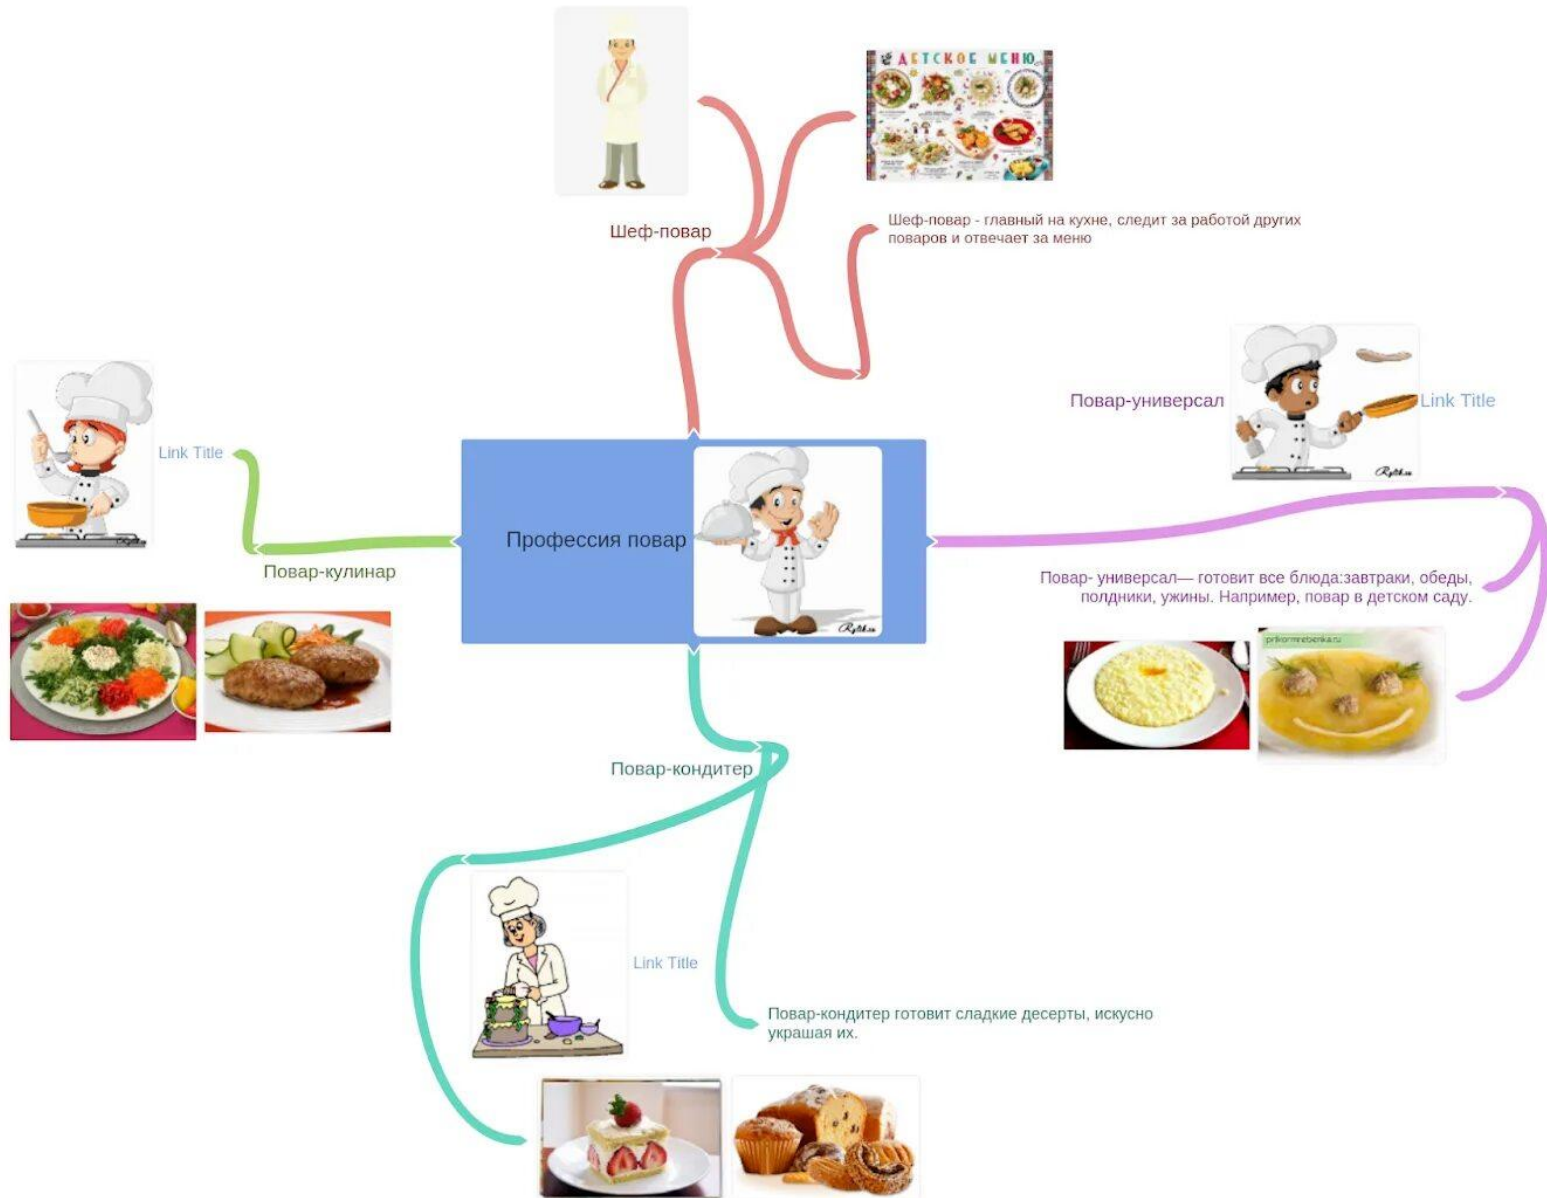 ДЕТСКОЕ МЕНЮ
Шеф-повар
Шеф-повар - главный на кухне, следит за работой других
поваров и отвечает за меню
Повар-универсал
Link Title
Link Title
Профессия повар
Повар-кулинар
Повар- универсал— готовит все блюда:завтраки, обеды,
полдники, ужины. Например, повар в детском саду.
prikormrebenka.ru
Повар-кондитер
Link Title
Повар-кондитер готовит сладкие десерты, искусно
украшая их.